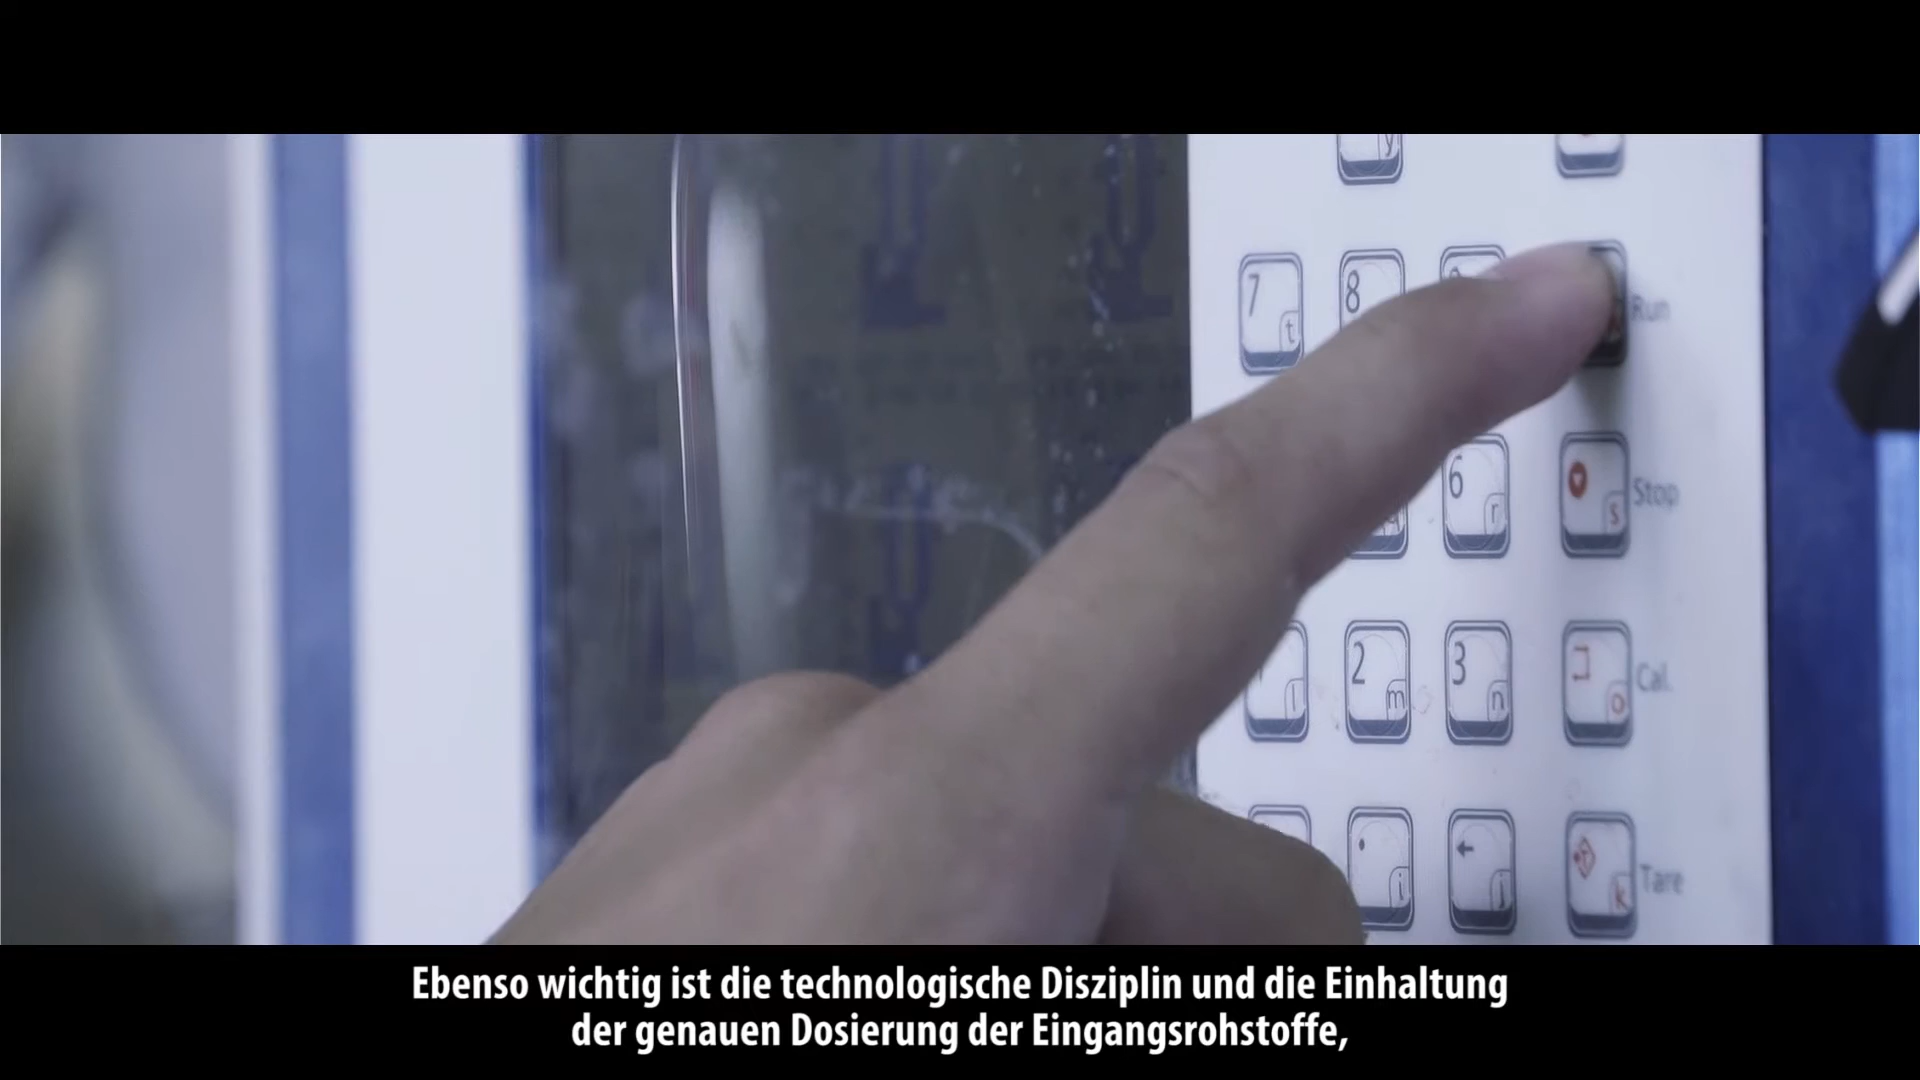 y
7 t
8
Run
6 r
s Stop
l
2 m
3 n
o Cal.
i
j
T k Tare
Ebenso wichtig ist die technologische Disziplin und die Einhaltung
der genauen Dosierung der Eingangsrohstoffe,